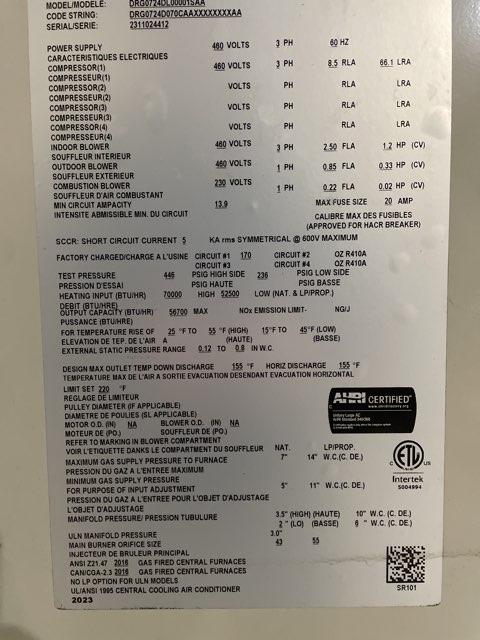 MODEL/MODELE: DRG0724DL00001SAA
CODE STRING: DRG0724D070CAAXXXXXXXXAA
SERIAL/SERIE: 2311024412
POWER SUPPLY 460 VOLTS 3 PH 60 HZ
CARACTÉRISTIQUES ELECTRIQUES
COMPRESSOR(1) 460 VOLTS 3 PH 8.5 RLA 66.1 LRA
COMPRESSEUR(1)
COMPRESSOR(2) VOLTS PH RLA LRA
COMPRESSEUR(2)
COMPRESSOR(3) VOLTS PH RLA LRA
COMPRESSEUR(3)
COMPRESSOR(4) VOLTS PH RLA LRA
COMPRESSEUR(4)
INDOOR BLOWER 460 VOLTS 3 PH 2.50 FLA 1.2 HP (CV)
SOUFFLEUR INTERIEUR
OUTDOOR BLOWER 460 VOLTS 1 PH 0.85 FLA 0.33 HP (CV)
SOUFFLEUR EXTERIEUR
COMBUSTION BLOWER 230 VOLTS 1 PH 0.22 FLA 0.02 HP (CV)
SOUFFLEUR D'AIR COMBUSTANT
MIN CIRCUIT AMPACITY 13.9 MAX FUSE SIZE 20 AMP
INTENSITE ABMISSIBLE MIN. DU CIRCUIT CALIBRE MAX DES FUSIBLES
(APPROVED FOR HACR BREAKER)
SCCR: SHORT CIRCUIT CURRENT 5 KA rms SYMMETRICAL @ 600V MAXIMUM
FACTORY CHARGED/CHARGE A L'USINE CIRCUIT #1 170 CIRCUIT #2 OZ R410A
CIRCUIT #3 CIRCUIT #4 OZ R410A
TEST PRESSURE 446 PSIG HIGH SIDE 236 PSIG LOW SIDE
PRESSION D'ESSAI PSIG HAUTE PSIG BASSE
HEATING INPUT (BTU/HR) 70000 HIGH 52500 LOW (NAT. & LP/PROP.)
DEBIT (BTU/HR)
OUTPUT CAPACITY (BTU/HR) 56700 MAX NOx EMISSION LIMIT- NG/J
PUISSANCE (BTU/HR)
FOR TEMPERATURE RISE OF 25 °F TO 55 °F (HIGH) 15°F TO 45°F (LOW)
ELEVATION DE TEP. DE L'AIR A (HAUTE) (BASSE)
EXTERNAL STATIC PRESSURE RANGE 0.12 TO 0.8 IN W.C.
DESIGN MAX OUTLET TEMP DOWN DISCHARGE 155 °F HORIZ DISCHARGE 155 °F
TEMPERATURE MAX DE L'AIR A SORTIE EVACUATION DESENDANT EVACUATION HORIZONTAL
LIMIT SET 220 °F
REGLAGE DE LIMITEUR
PULLEY DIAMETER (IF APPLICABLE)
DIAMETRE DE POULIES (SL APPLICABLE)
MOTOR O.D. (IN) NA BLOWER O.D. (IN) NA
MOTEUR DE (PO.) SOUFFLEUR DE (PO.)
REFER TO MARKING IN BLOWER COMPARTMENT
VOIR L'ETIQUETTE DANKS LE COMPARTIMENT DU SOUFFLEUR NAT. LP/PROP.
MAXIMUM GAS SUPPLY PRESSURE TO FURNACE 7" 14" W.C.(C. DE.)
PRESSION DU GAZ A L'ENTREE MAXIMUM
MINIMUM GAS SUPPLY PRESSURE
FOR PURPOSE OF INPUT ADJUSTMENT 5" 11" W.C.(C. DE.)
PRESSION DU GAZ A L'ENTREE POUR L'OBJET D'ADJUSTAGE
L'OBJET D'ADJUSTAGE
MANIFOLD PRESSURE/ PRESSION TUBULURE 3.5" (HIGH) (HAUTE) 10" W.C.(C. DE.)
2 " (LO) (BASSE) 6 " W.C.(C. DE.)
ULN MANIFOLD PRESSURE 3.0"
MAIN BURNER ORIFICE SIZE 43 55
INJECTEUR DE BRULEUR PRINCIPAL
ANSI Z21.47 2016 GAS FIRED CENTRAL FURNACES
CAN/CGA-2.3 2016 GAS FIRED CENTRAL FURNACES
NO LP OPTION FOR ULN MODELS
UL/ANSI 1995 CENTRAL COOLING AIR CONDITIONER
2023
AHRI CERTIFIED
www.ahridirectory.org
Unitary Large AC
AHRI Standard 340/360
ETL
C US
Intertek
5004994
SR101